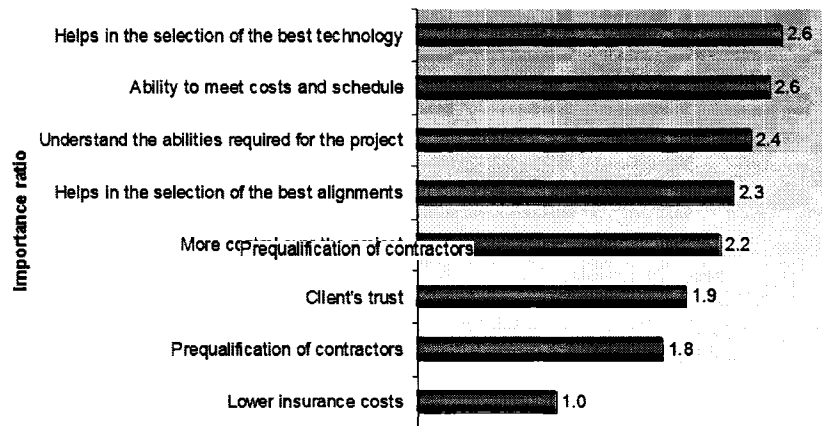 Helps in the selection of the best technology
2.6
Ability to meet costs and schedule
2.6
Understand the abilities required for the project
2.4
Helps in the selection of the best alignments
2.3
More
Prequalification of contractors
2.2
Client's trust
1.9
Prequalification of contractors
1.8
Lower insurance costs
1.0
Importance ratio